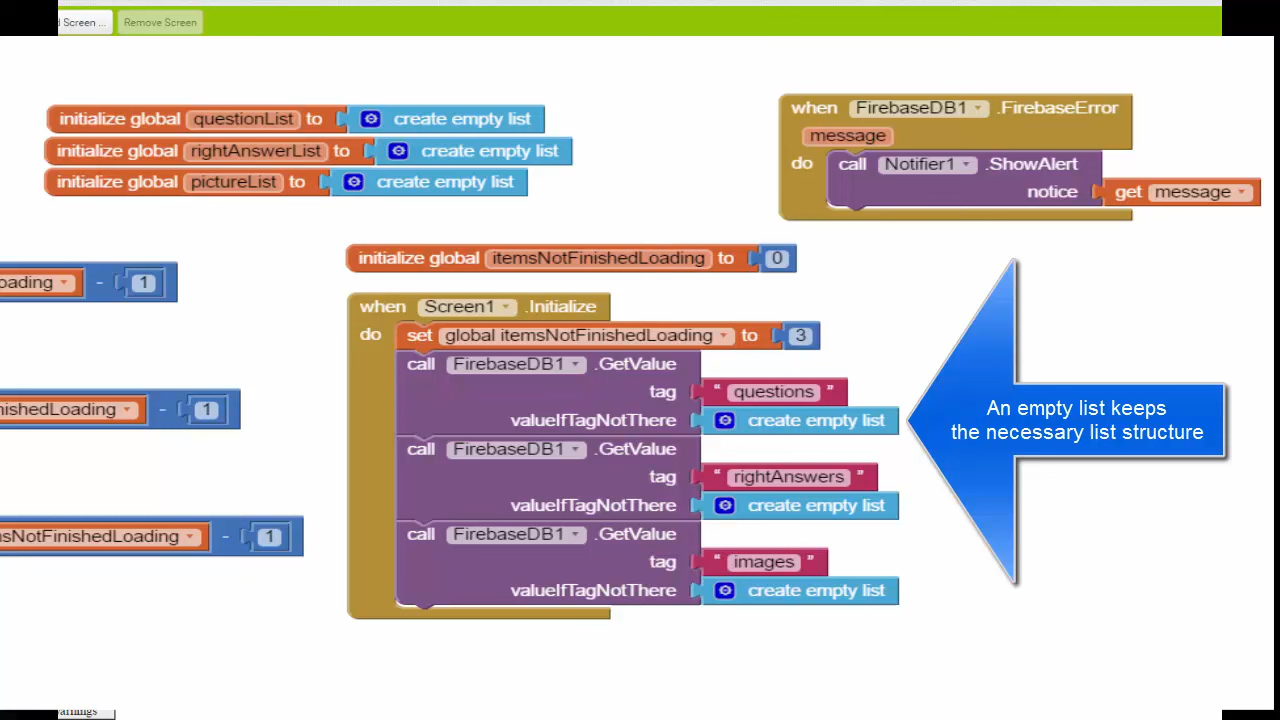 d Screen ...
Remove Screen
initialize global questionList to create empty list
initialize global rightAnswerList to create empty list
initialize global pictureList to create empty list
when FirebaseDB1 .FirebaseError
message
do call Notifier1 .ShowAlert
notice get message
initialize global itemsNotFinishedLoading to 0
oading - 1
when Screen1 .Initialize
do set global itemsNotFinishedLoading to 3
call FirebaseDB1 .GetValue
tag " questions "
valueIfTagNotThere create empty list
nishedLoading - 1
call FirebaseDB1 .GetValue
tag " rightAnswers "
valueIfTagNotThere create empty list
sNotFinishedLoading - 1
call FirebaseDB1 .GetValue
tag " images "
valueIfTagNotThere create empty list
An empty list keeps
the necessary list structure
arnings